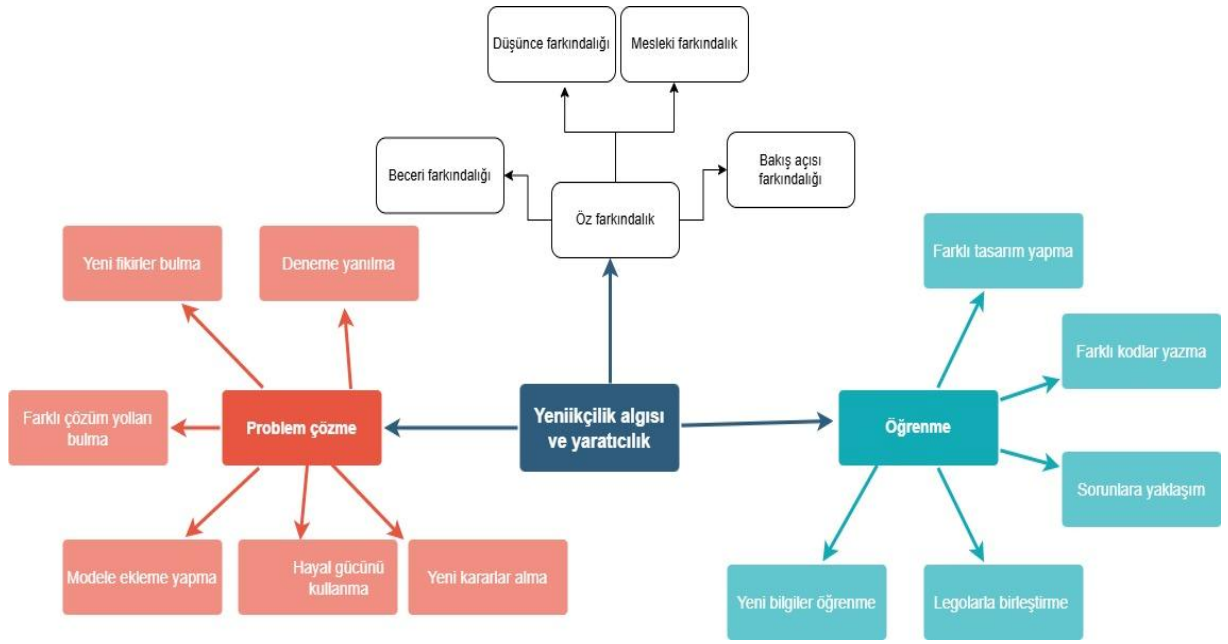 Düşünce farkındalığı
Mesleki farkındalık
Beceri farkındalığı
Bakış açısı
farkındalığı
Öz farkındalık
Yeni fikirler bulma
Deneme yanılma
Farklı tasarım yapma
Farklı kodlar yazma
Farklı çözüm yolları
bulma
Problem çözme
Yeniikçilik algısı
ve yaratıcılık
Öğrenme
Sorunlara yaklaşım
Modele ekleme yapma
Hayal gücünü
kullanma
Yeni kararlar alma
Yeni bilgiler öğrenme
Legolarla birleştirme